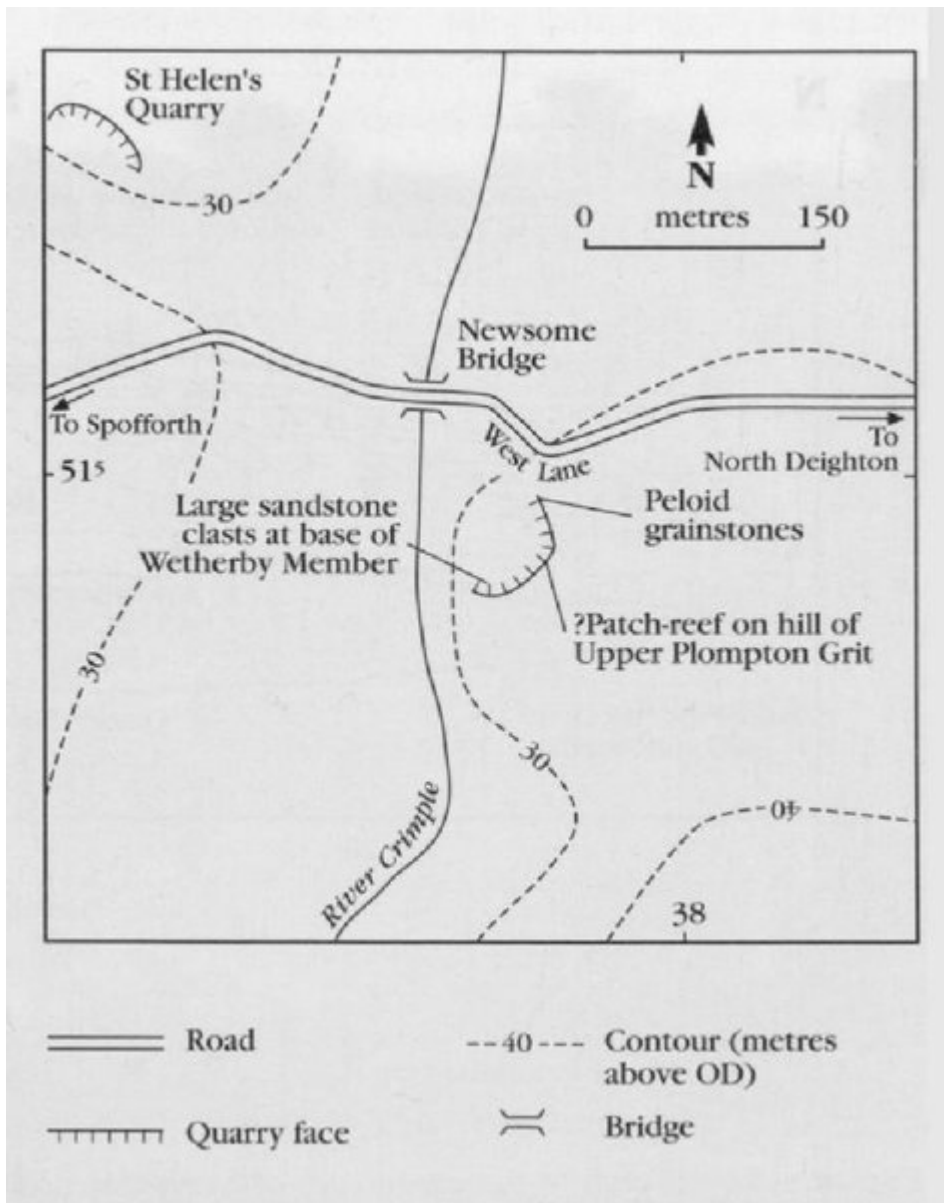 St Helen's
Quarry
N
0 metres 150
30
Newsome
Bridge
To Spofforth
West Lane
To
North Deighton
51⁵
Large sandstone
clasts at base of
Wetherby Member
Peloid
grainstones
?Patch-reef on hill of
Upper Plompton Grit
30
30
40
River Crimple
38
Road
40
Contour (metres
above OD)
Quarry face
Bridge